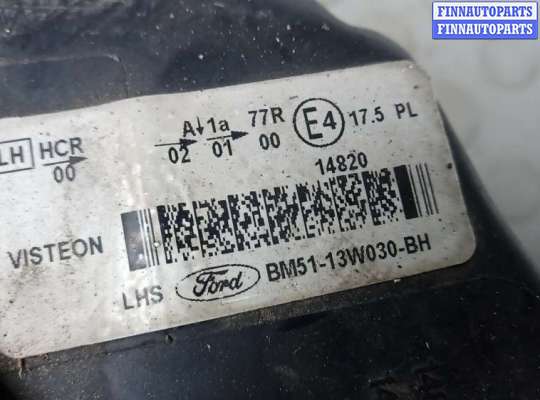 FINNAUTOPARTS
FINNAUTOPARTS
LH HCR A↓1a 77R E4 17.5 PL
00 02 01 00
14820
VISTEON
LHS Ford BM51-13W030-BH